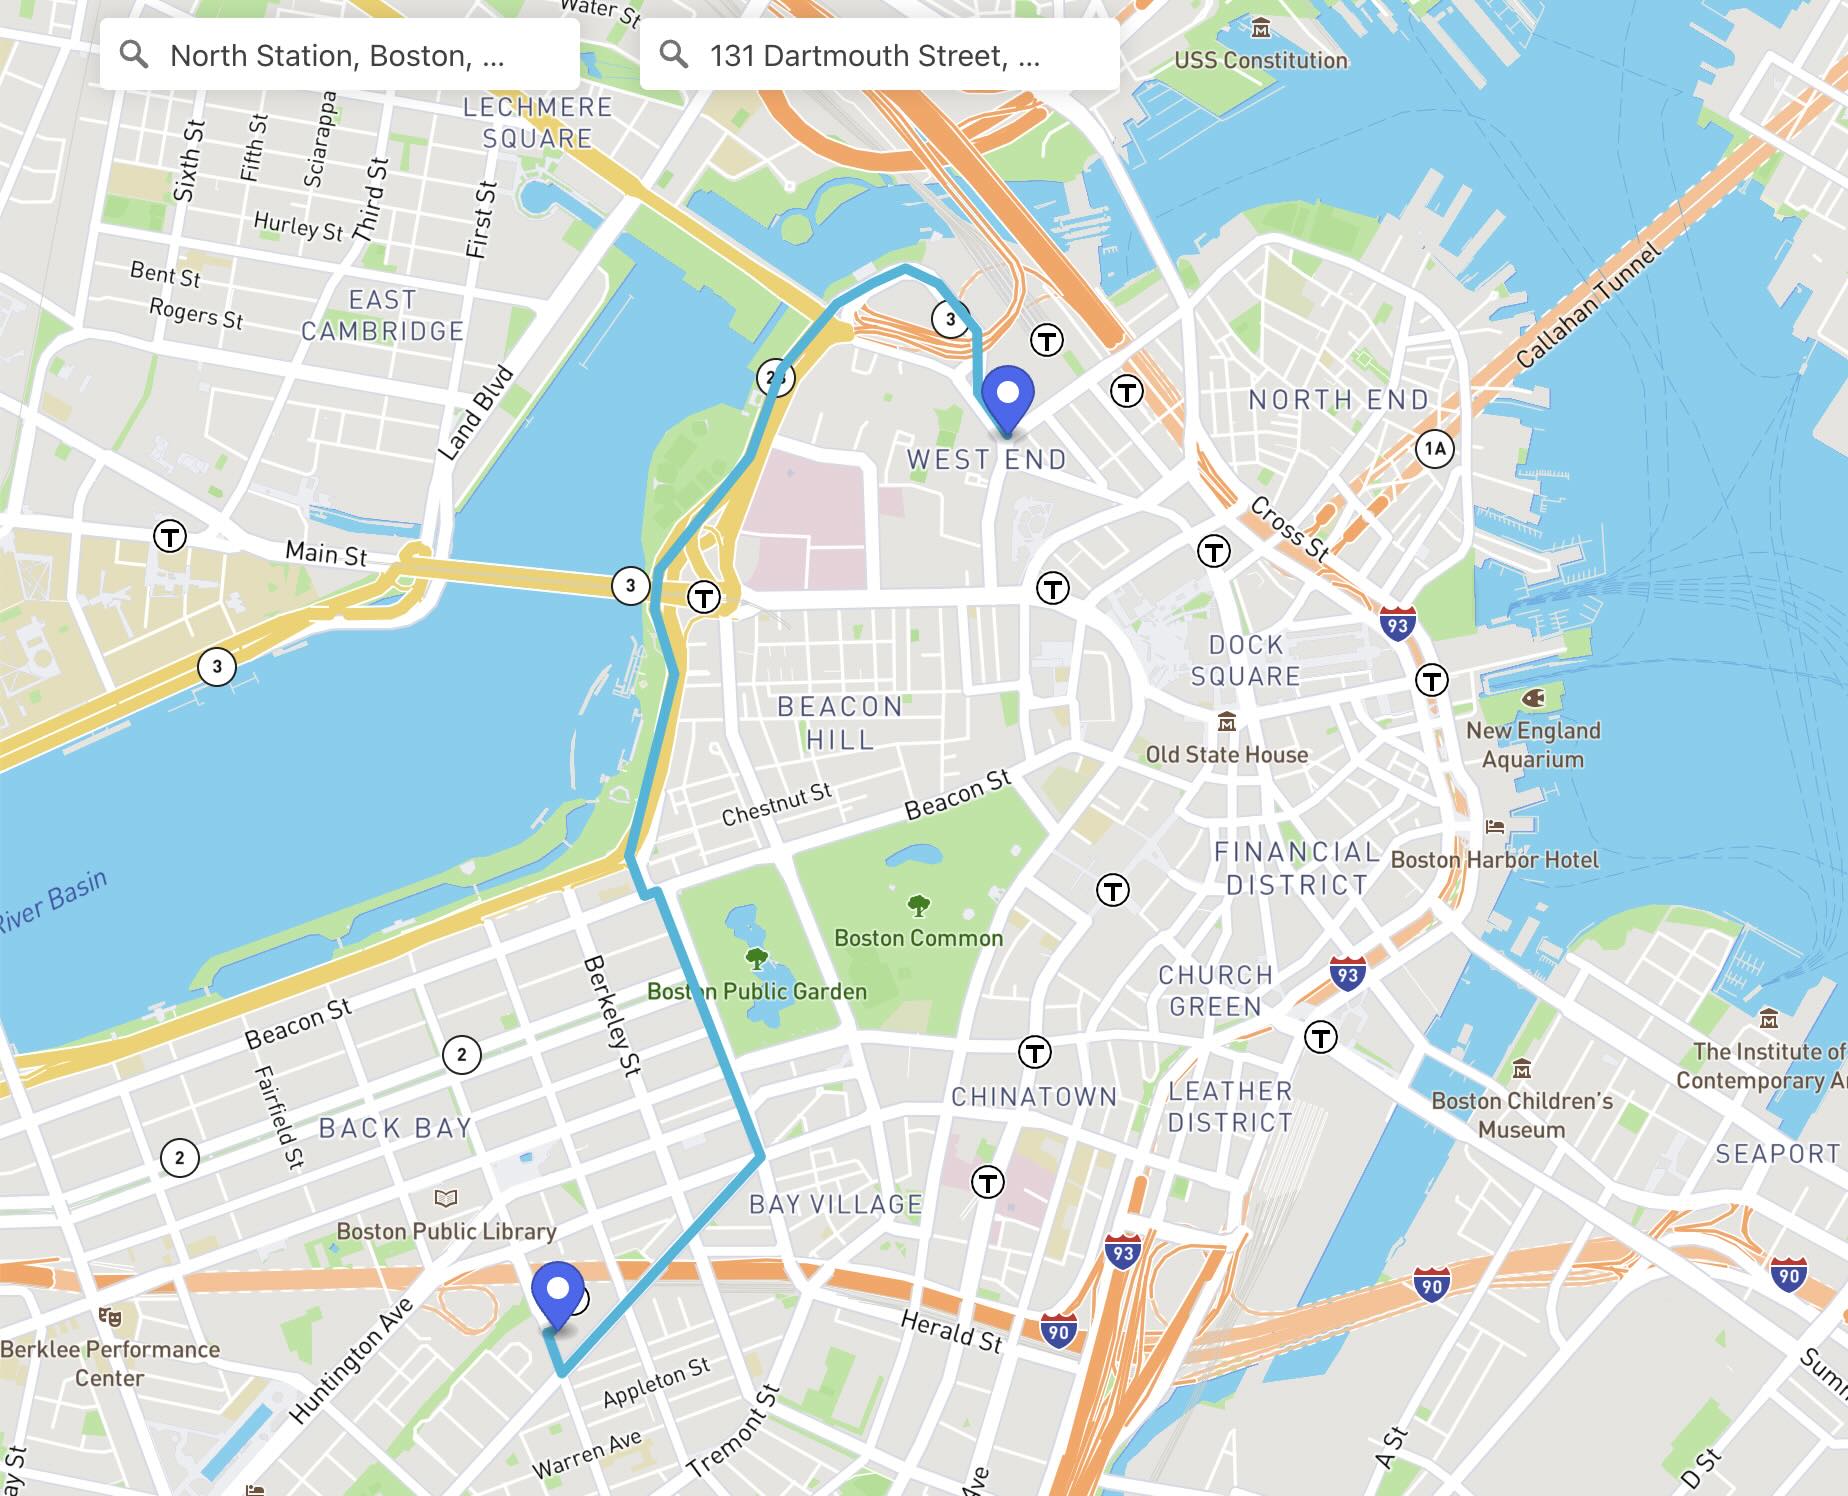 Water St
North Station, Boston, ...
131 Dartmouth Street, ...
USS Constitution
LECHMERE
SQUARE
Sixth St
Fifth St
Sciarappa
Third St
First St
Hurley St
Bent St
Rogers St
EAST
CAMBRIDGE
Land Blvd
3
T
28
T
WEST END
NORTH END
1A
Callahan Tunnel
Cross St
T
T
Main St
3
T
T
T
93
3
DOCK
SQUARE
T
BEACON
HILL
Old State House
New England
Aquarium
Chestnut St
Beacon St
FINANCIAL
DISTRICT
Boston Harbor Hotel
River Basin
T
Boston Common
Boston Public Garden
CHURCH
GREEN
93
Berkeley St
Beacon St
2
T
T
The Institute of
Contemporary A
Fairfield St
BACK BAY
CHINATOWN
LEATHER
DISTRICT
Boston Children's
Museum
2
SEAPORT
T
BAY VILLAGE
Boston Public Library
93
90
90
90
Herald St
Berklee Performance
Center
Huntington Ave
Appleton St
Warren Ave
Tremont St
Ave
A St
D St
Summ
ay St